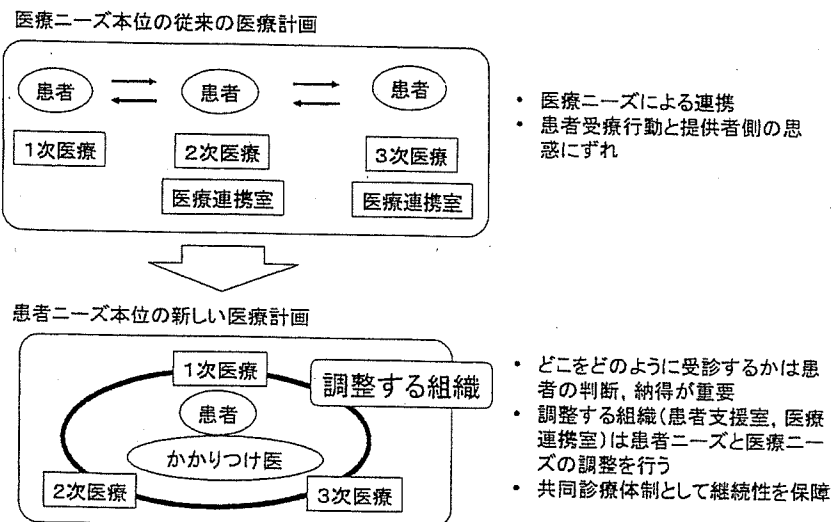 医療ニーズ本位の従来の医療計画
患者
患者
患者
1次医療
2次医療
3次医療
医療連携室
医療連携室
• 医療ニーズによる連携
• 患者受療行動と提供者側の思
惑にずれ
患者ニーズ本位の新しい医療計画
1次医療
調整する組織
患者
かかりつけ医
2次医療
3次医療
• どこをどのように受診するかは患
者の判断，納得が重要
• 調整する組織(患者支援室，医療
連携室)は患者ニーズと医療ニー
ズの調整を行う
• 共同診療体制として継続性を保障